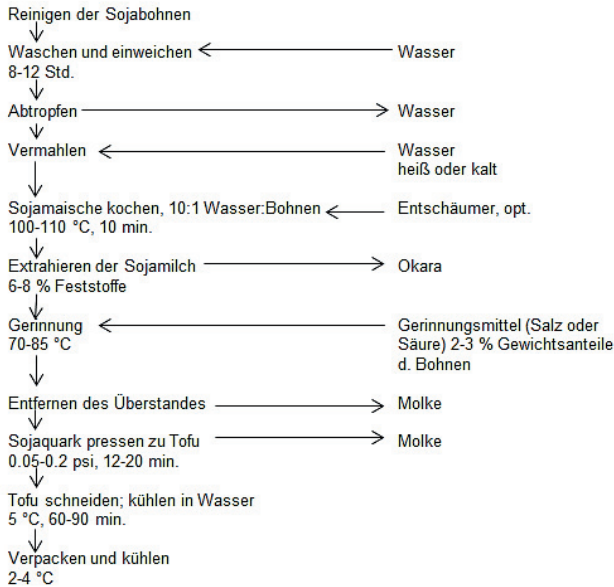 Reinigen der Sojabohnen
Waschen und einweichen
Wasser
8-12 Std.
Abtropfen
Wasser
Vermahlen
Wasser
heiß oder kalt
Sojamaische kochen, 10:1 Wasser:Bohnen
Entschäumer, opt.
100-110 °C, 10 min.
Extrahieren der Sojamilch
Okara
6-8 % Feststoffe
Gerinnung
Gerinnungsmittel (Salz oder
70-85 °C
Säure) 2-3 % Gewichtsanteile
d. Bohnen
Entfernen des Überstandes
Molke
Sojaquark pressen zu Tofu
Molke
0.05-0.2 psi, 12-20 min.
Tofu schneiden; kühlen in Wasser
5 °C, 60-90 min.
Verpacken und kühlen
2-4 °C